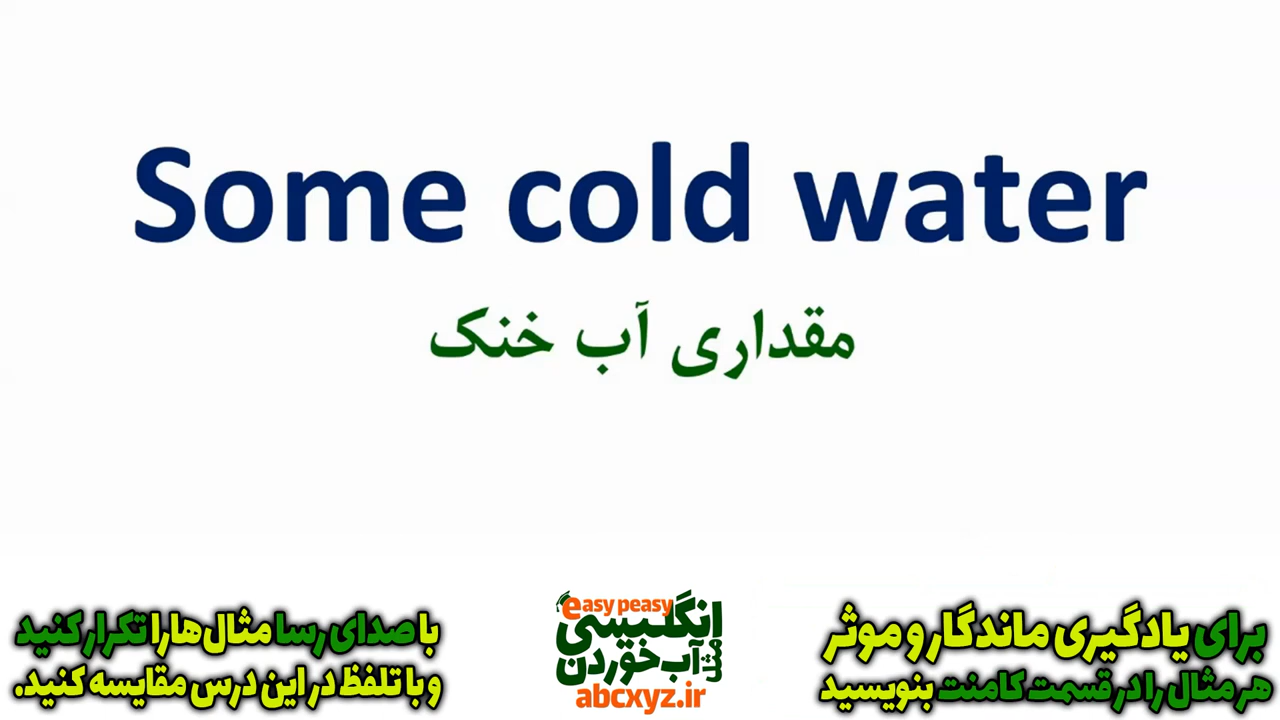 Some cold water
مقداری آب خنک
برای یادگیری ماندگار و موثر
هر مثال را در قسمت کامنت بنویسید
easy peasy
انگلیسی
مثل
آب خوردن
abcxyz.ir
با صدای رسا مثال‌ها را تکرار کنید
و با تلفظ در این درس مقایسه کنید.